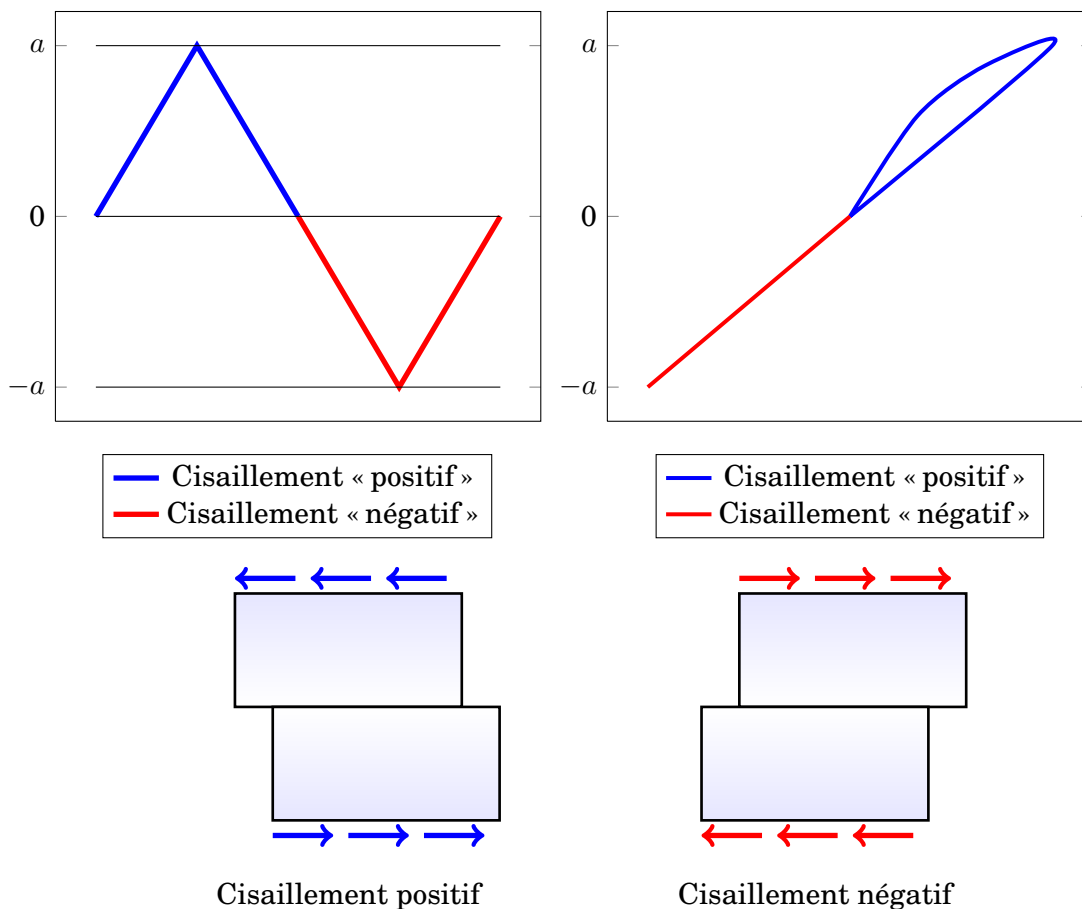 a
0
−a
a
0
−a
Cisaillement « positif »
Cisaillement « négatif »
Cisaillement « positif »
Cisaillement « négatif »
Cisaillement positif
Cisaillement négatif